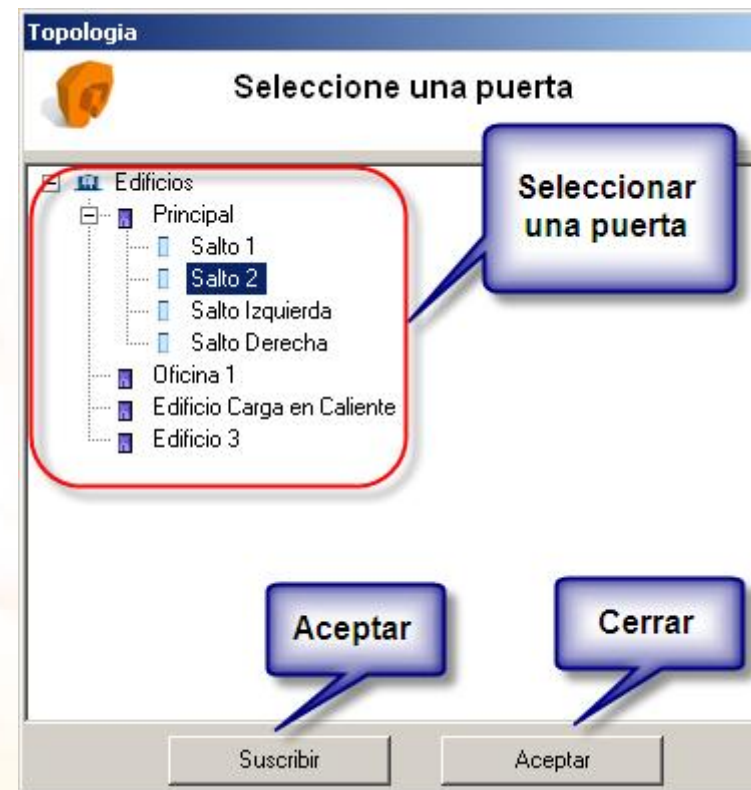 Topologia
Seleccione una puerta
Seleccionar
una puerta
Edificios
Principal
Salto 1
Salto 2
Salto Izquierda
Salto Derecha
Oficina 1
Edificio Carga en Caliente
Edificio 3
Aceptar
Cerrar
Suscribir
Aceptar